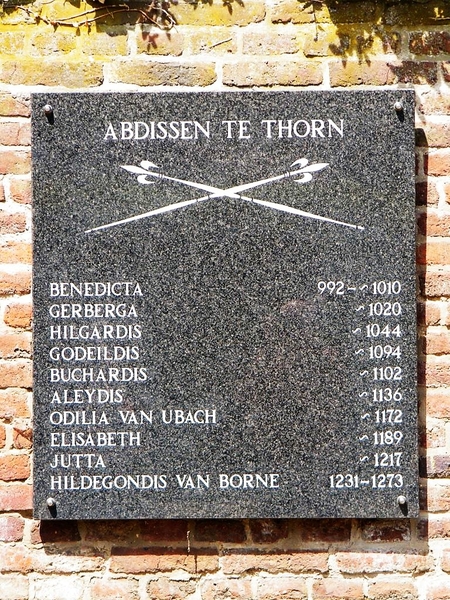 ABDISSEN TE THORN
BENEDICTA 992-~1010
GERBERGA ~1020
HILGARDIS ~1044
GODEILDIS ~1094
BUCHARDIS ~1102
ALEYDIS ~1136
ODILIA VAN UBACH ~1172
ELISABETH ~1189
JUTTA ~1217
HILDEGONDIS VAN BORNE 1231-1273